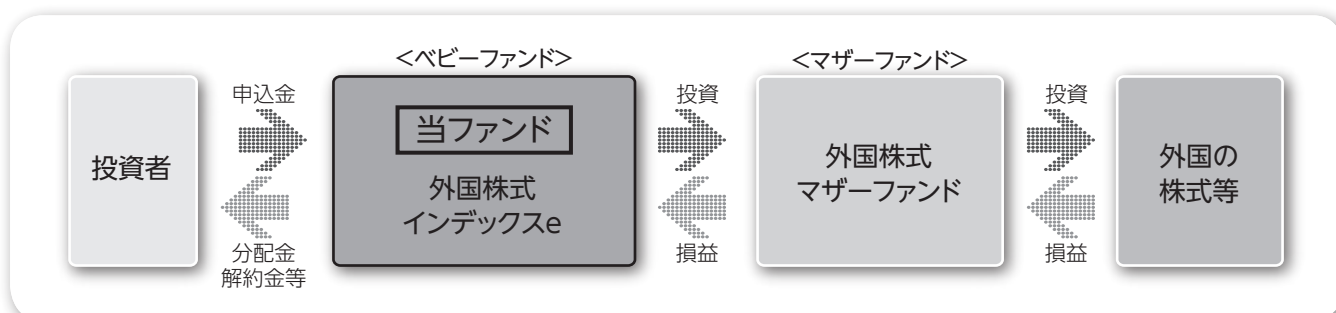 投資者
申込金
分配金
解約金等
＜ベビーファンド＞
当ファンド
外国株式
インデックスe
投資
損益
＜マザーファンド＞
外国株式
マザーファンド
投資
損益
外国の
株式等